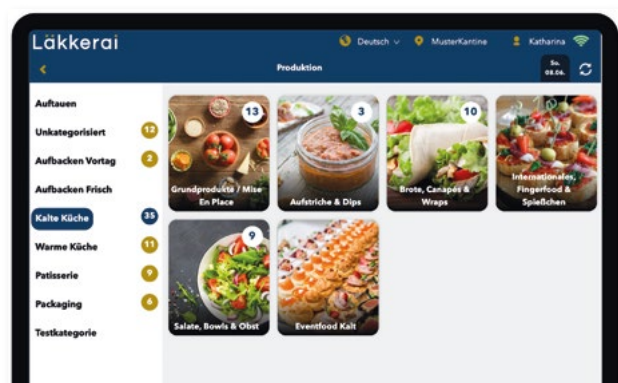 Läkkerai
Deutsch
MusterKantine
Katharina
Produktion
So.
08.06.
Auftauen
Unkategorisiert 12
Aufbacken Vortag 2
Aufbacken Frisch
Kalte Küche 35
Warme Küche 11
Patisserie 9
Packaging 6
Testkategorie
13
Grundprodukte / Mise
En Place
3
Aufstriche & Dips
10
Brote, Canapés &
Wraps
Internationales,
Fingerfood &
Spießchen
9
Salate, Bowls & Obst
Eventfood Kalt